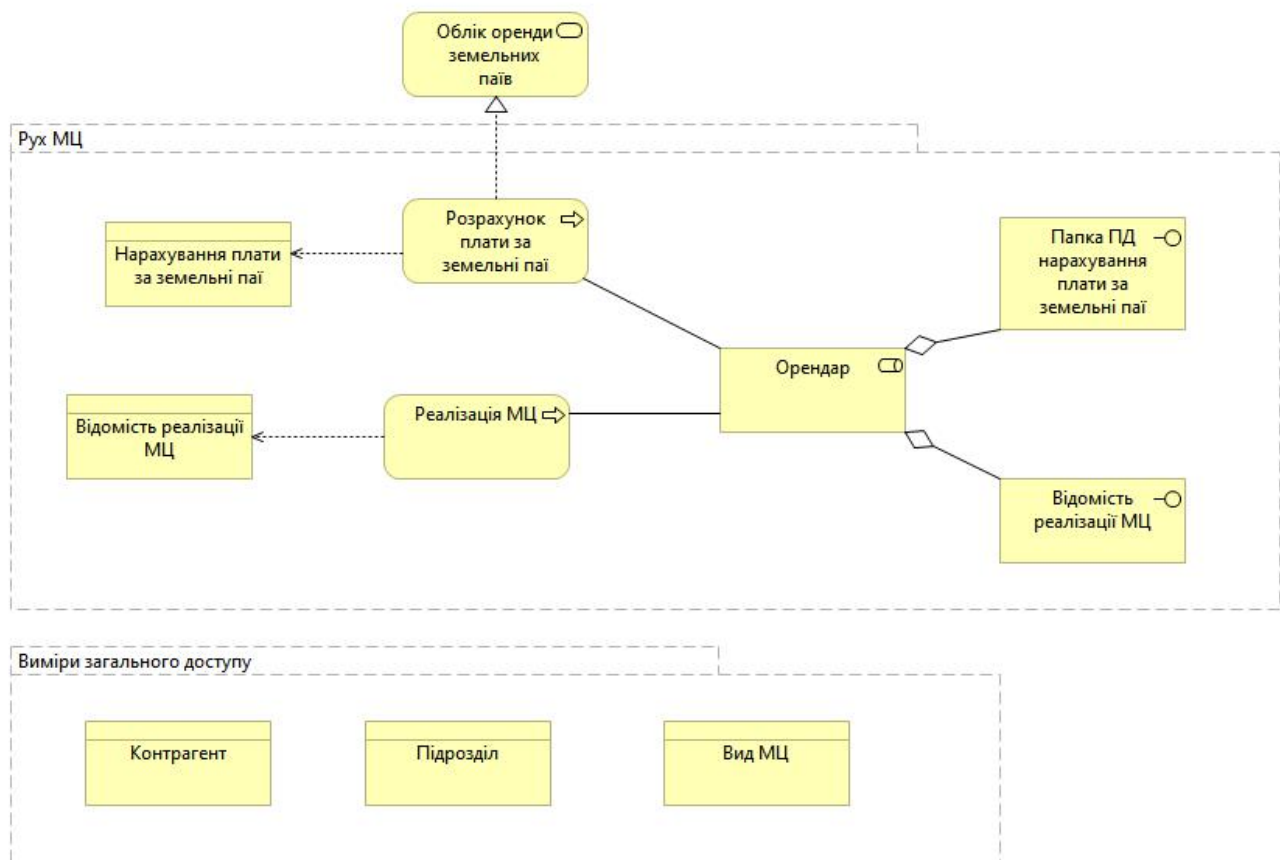 Облік оренди
земельних
паїв
Рух МЦ
Розрахунок
плати за
земельні паї
Нарахування плати
за земельні паї
Папка ПД
нарахування
плати за
земельні паї
Орендар
Відомість реалізації
МЦ
Реалізація МЦ
Відомість
реалізації МЦ
Виміри загального доступу
Контрагент
Підрозділ
Вид МЦ